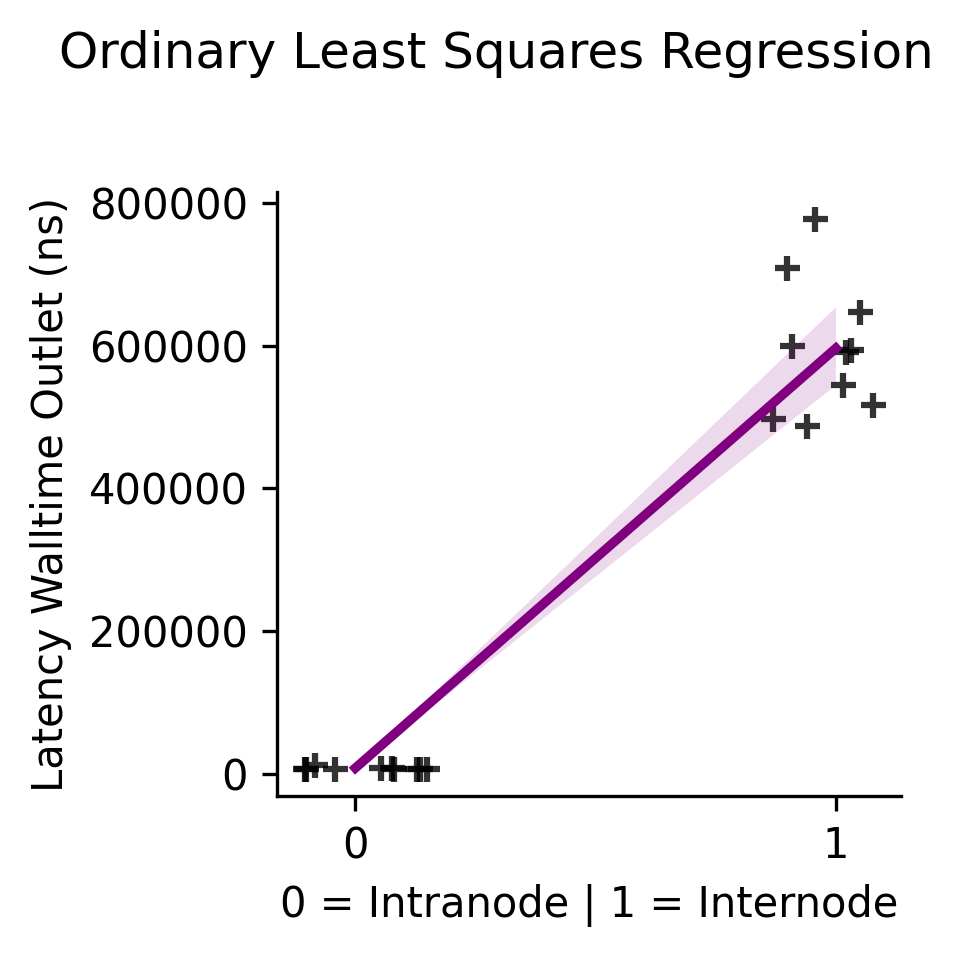 Ordinary Least Squares Regression
Latency Walltime Outlet (ns)
800000
600000
400000
200000
0
0 1
0 = Intranode | 1 = Internode